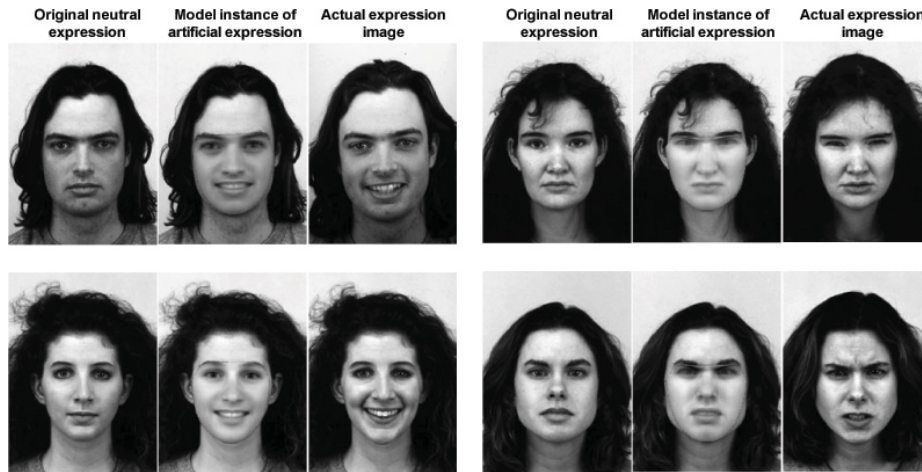 Original neutral
expression
Model instance of
artificial expression
Actual expression
image
Original neutral
expression
Model instance of
artificial expression
Actual expression
image